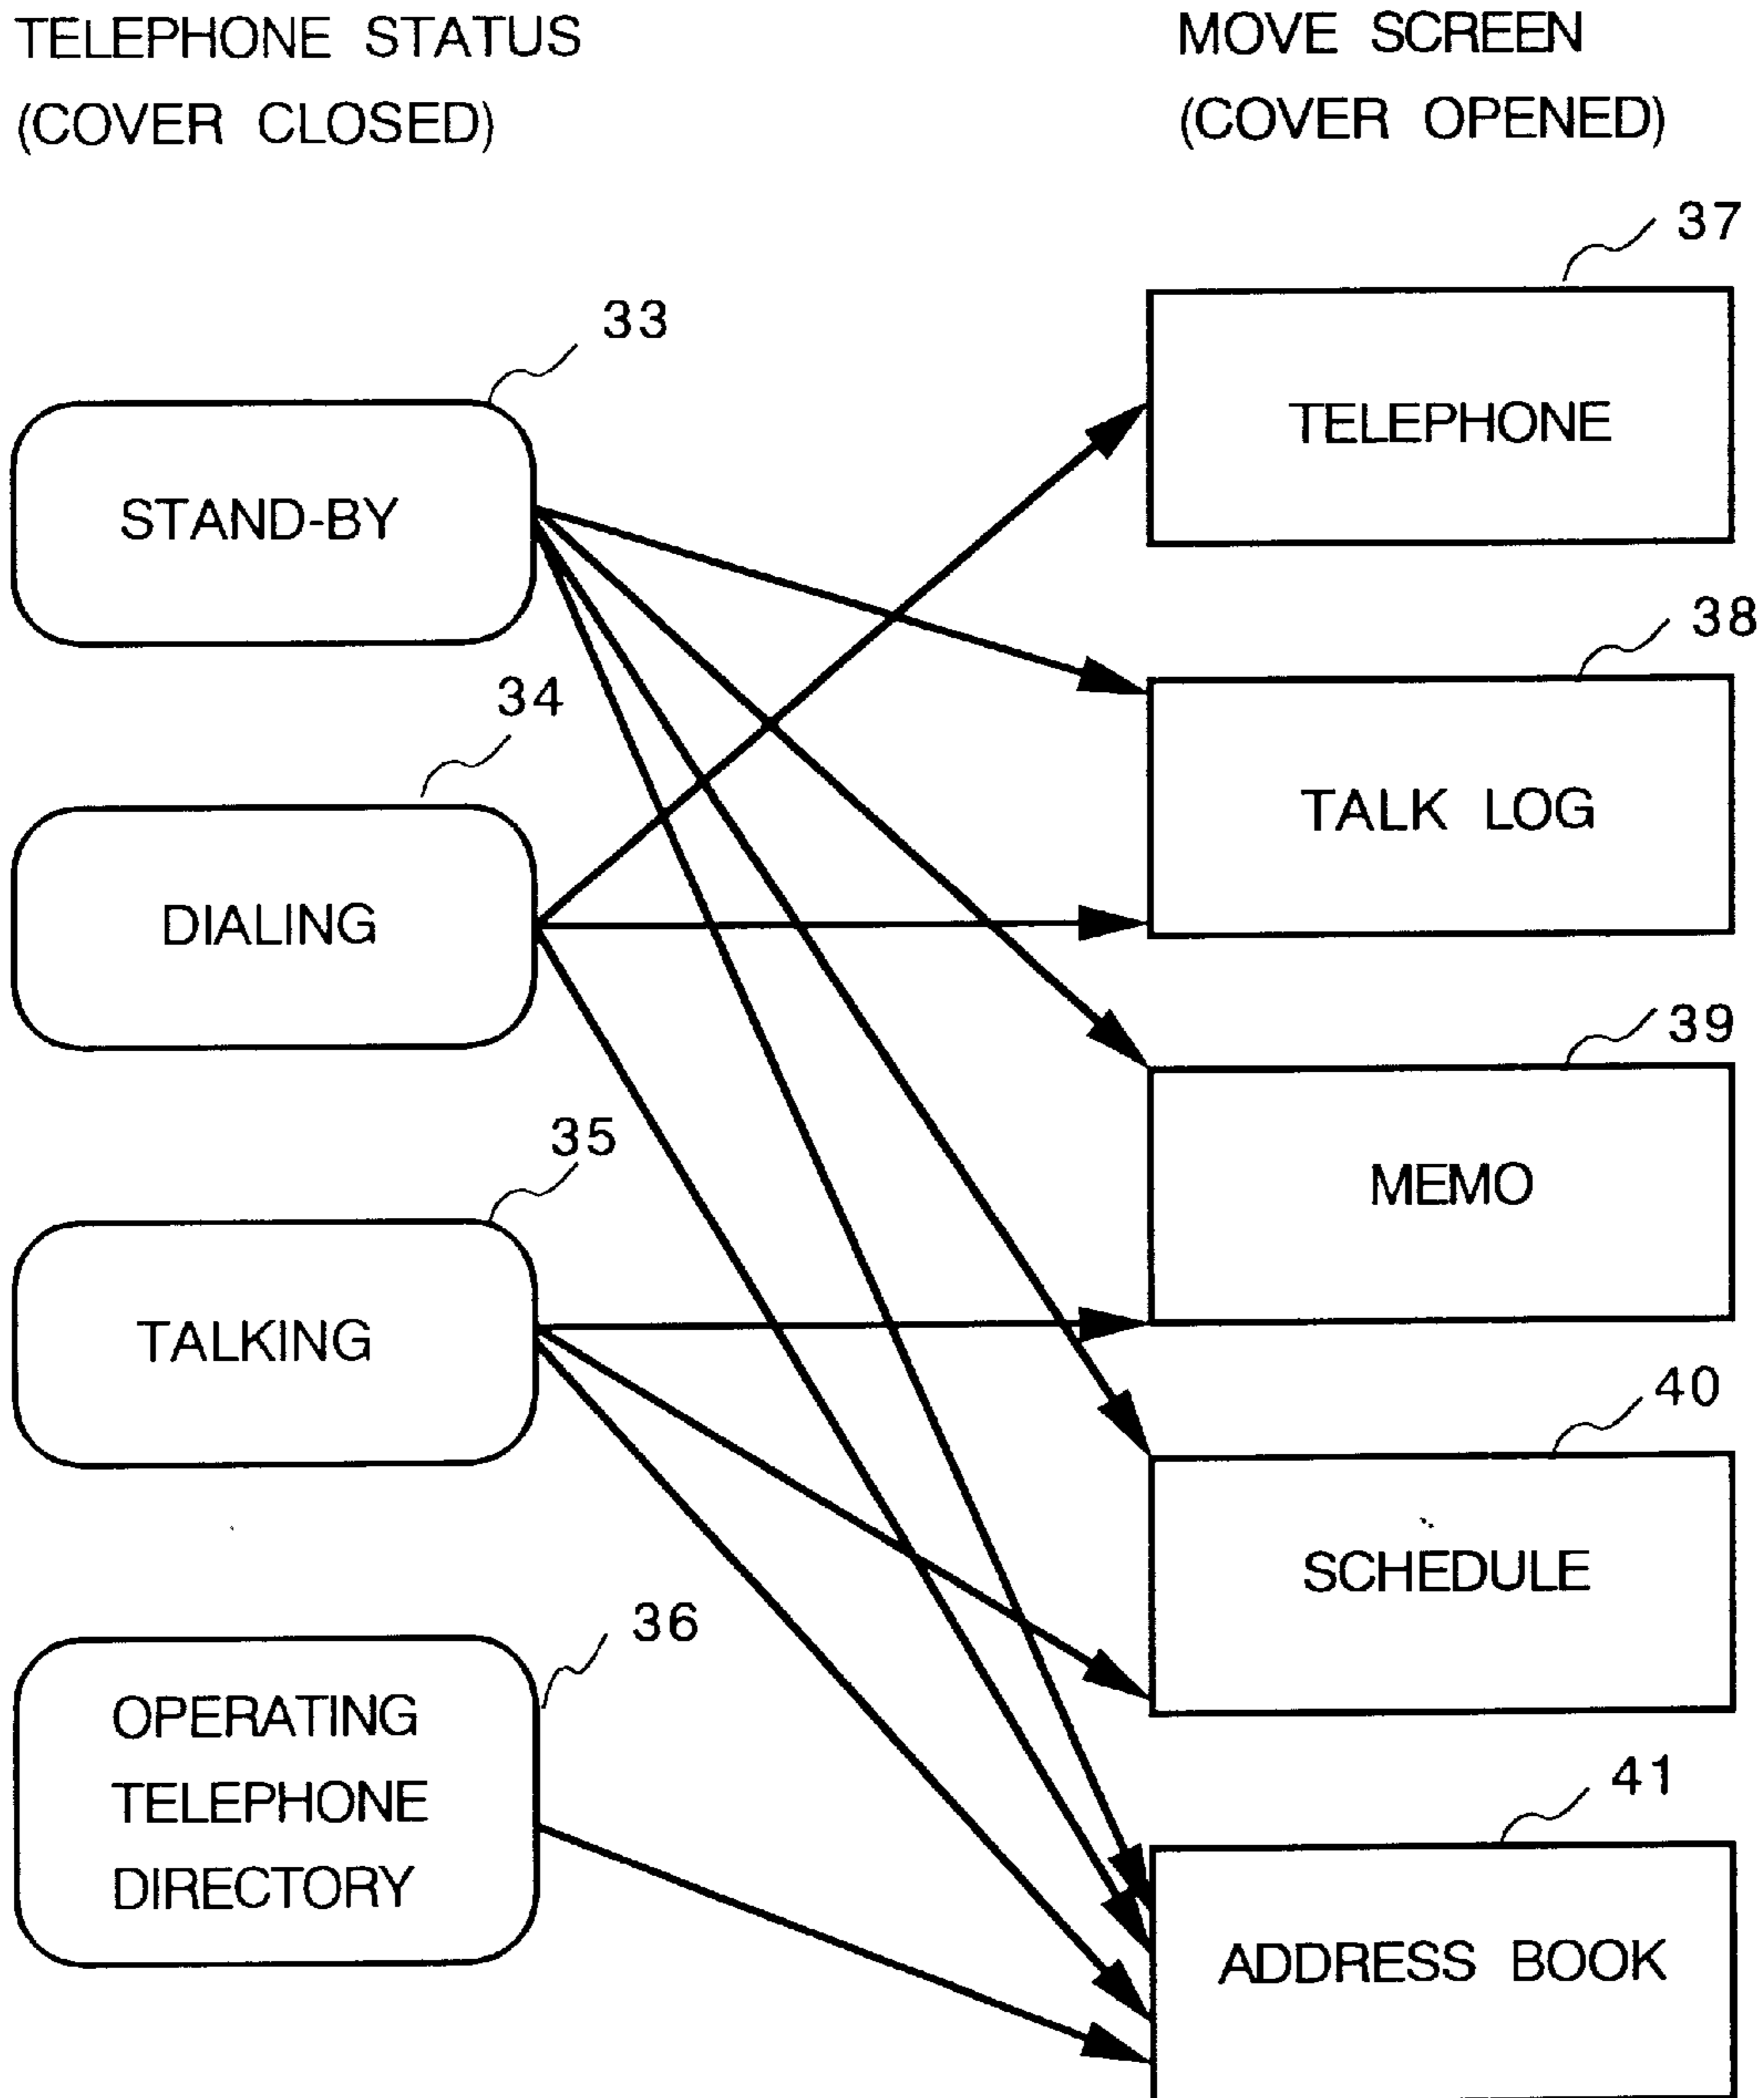 TELEPHONE STATUS
(COVER CLOSED)
MOVE SCREEN
(COVER OPENED)
33
STAND-BY
34
DIALING
35
TALKING
36
OPERATING
TELEPHONE
DIRECTORY
37
TELEPHONE
38
TALK LOG
39
MEMO
40
SCHEDULE
41
ADDRESS BOOK